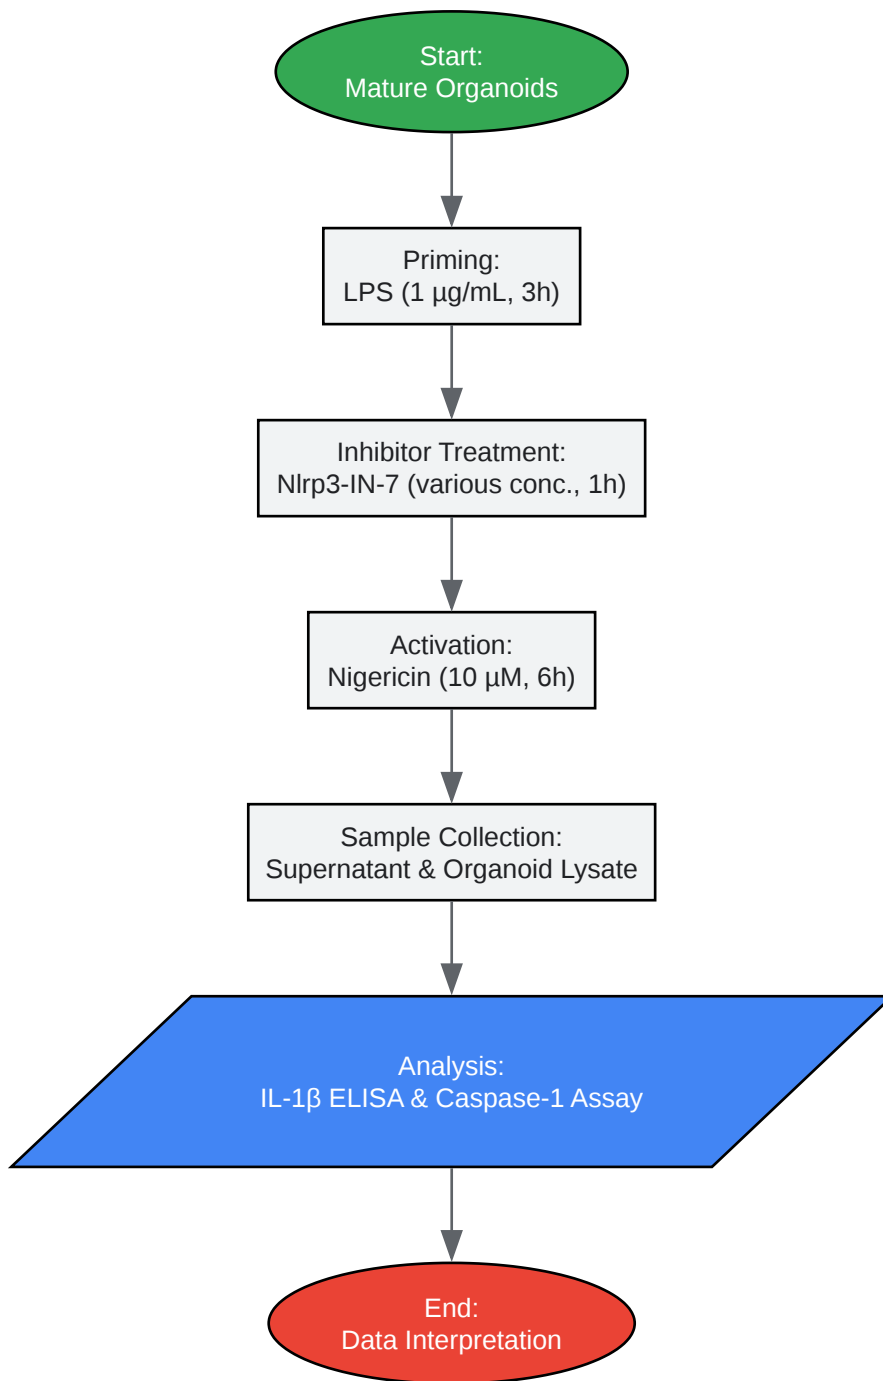 Start:
Mature Organoids
Priming:
LPS (1 µg/mL, 3h)
Inhibitor Treatment:
Nlrp3-IN-7 (various conc., 1h)
Activation:
Nigericin (10 µM, 6h)
Sample Collection:
Supernatant & Organoid Lysate
Analysis:
IL-1β ELISA & Caspase-1 Assay
End:
Data Interpretation